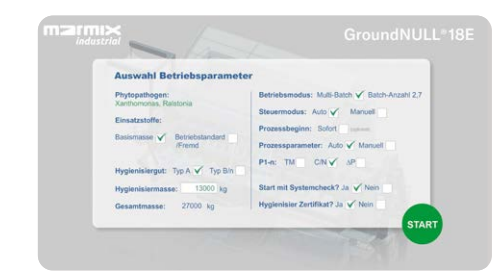 marmix
industrial
GroundNULL®18E
Auswahl Betriebsparameter
Phytopathogen:
Xanthomonas, Ralstonia
Einsatzstoffe:
Basismasse ✓ Betriebstandard
/Fremd
Hygienisiergut: Typ A ✓ Typ B/n
Hygienisiermasse: 13000 kg
Gesamtmasse: 27000 kg
Betriebsmodus: Multi-Batch ✓ Batch-Anzahl 2,7
Steuermodus: Auto ✓ Manuell
Prozessbeginn: Sofort
Prozessparameter: Auto ✓ Manuell
P1-n: TM C/N ✓ ΔP
Start mit Systemcheck? Ja ✓ Nein
Hygienisier Zertifikat? Ja ✓ Nein
START